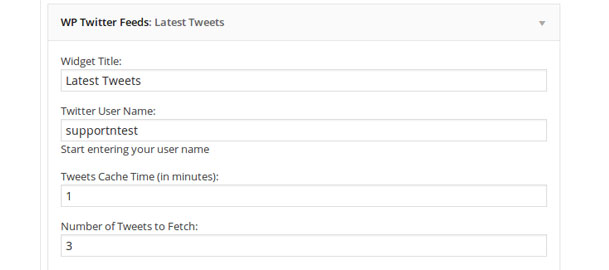 WP Twitter Feeds: Latest Tweets
Widget Title:
Latest Tweets
Twitter User Name:
supportntest
Start entering your user name
Tweets Cache Time (in minutes):
1
Number of Tweets to Fetch:
3